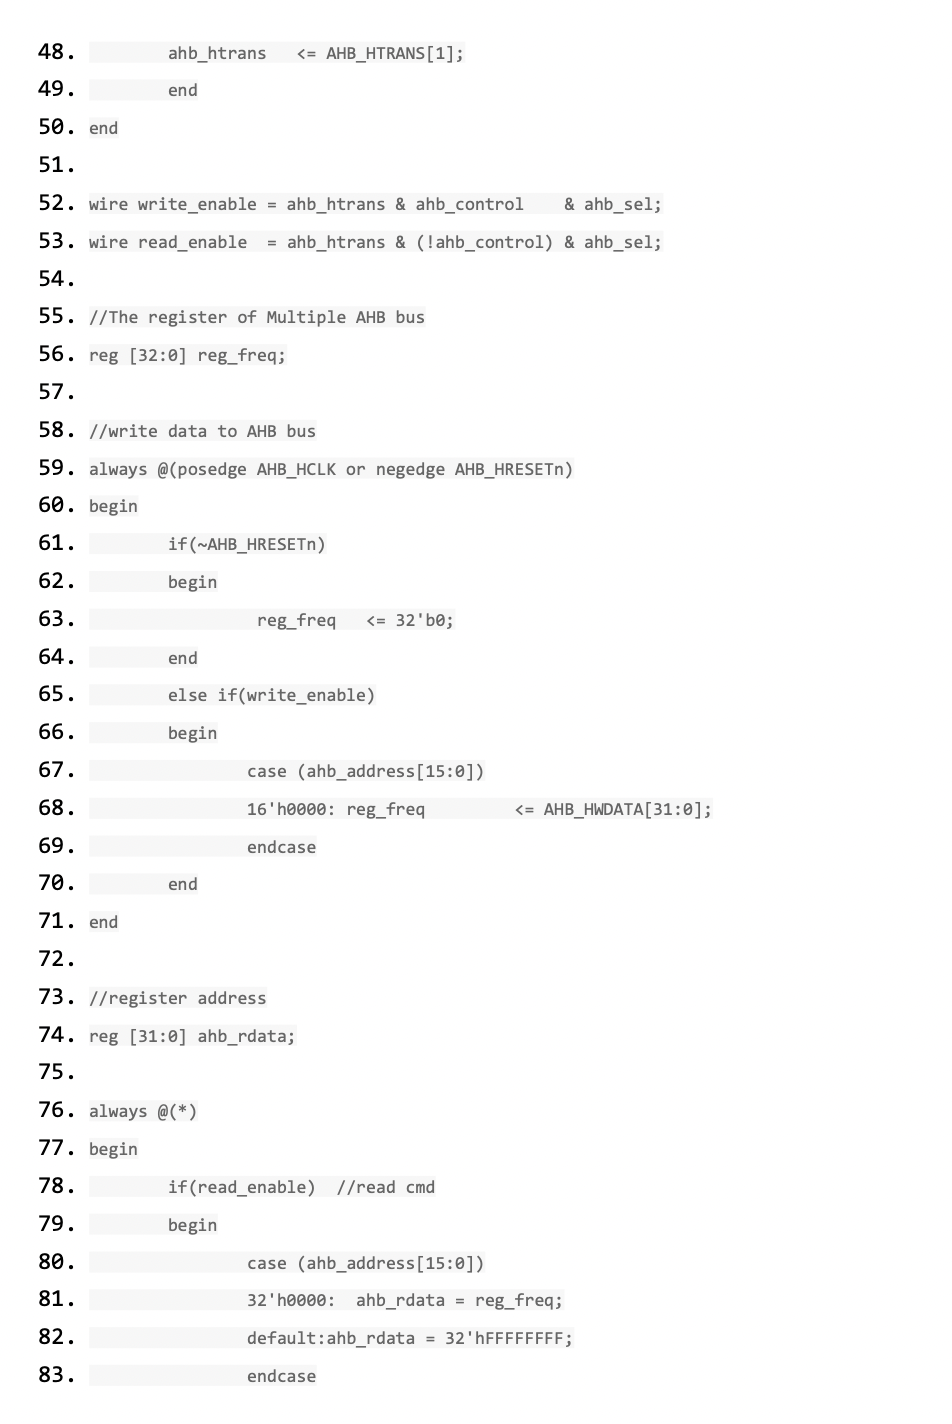 48.         ahb_htrans   <= AHB_HTRANS[1];
49.         end
50. end
51.
52. wire write_enable = ahb_htrans & ahb_control    & ahb_sel;
53. wire read_enable  = ahb_htrans & (!ahb_control) & ahb_sel;
54.
55. //The register of Multiple AHB bus
56. reg [32:0] reg_freq;
57.
58. //write data to AHB bus
59. always @(posedge AHB_HCLK or negedge AHB_HRESETn)
60. begin
61.         if(~AHB_HRESETn)
62.         begin
63.                  reg_freq   <= 32'b0;
64.         end
65.         else if(write_enable)
66.         begin
67.                 case (ahb_address[15:0])
68.                 16'h0000: reg_freq         <= AHB_HWDATA[31:0];
69.                 endcase
70.         end
71. end
72.
73. //register address
74. reg [31:0] ahb_rdata;
75.
76. always @(*)
77. begin
78.         if(read_enable)  //read cmd
79.         begin
80.                 case (ahb_address[15:0])
81.                 32'h0000:  ahb_rdata = reg_freq;
82.                 default:ahb_rdata = 32'hFFFFFFFF;
83.                 endcase